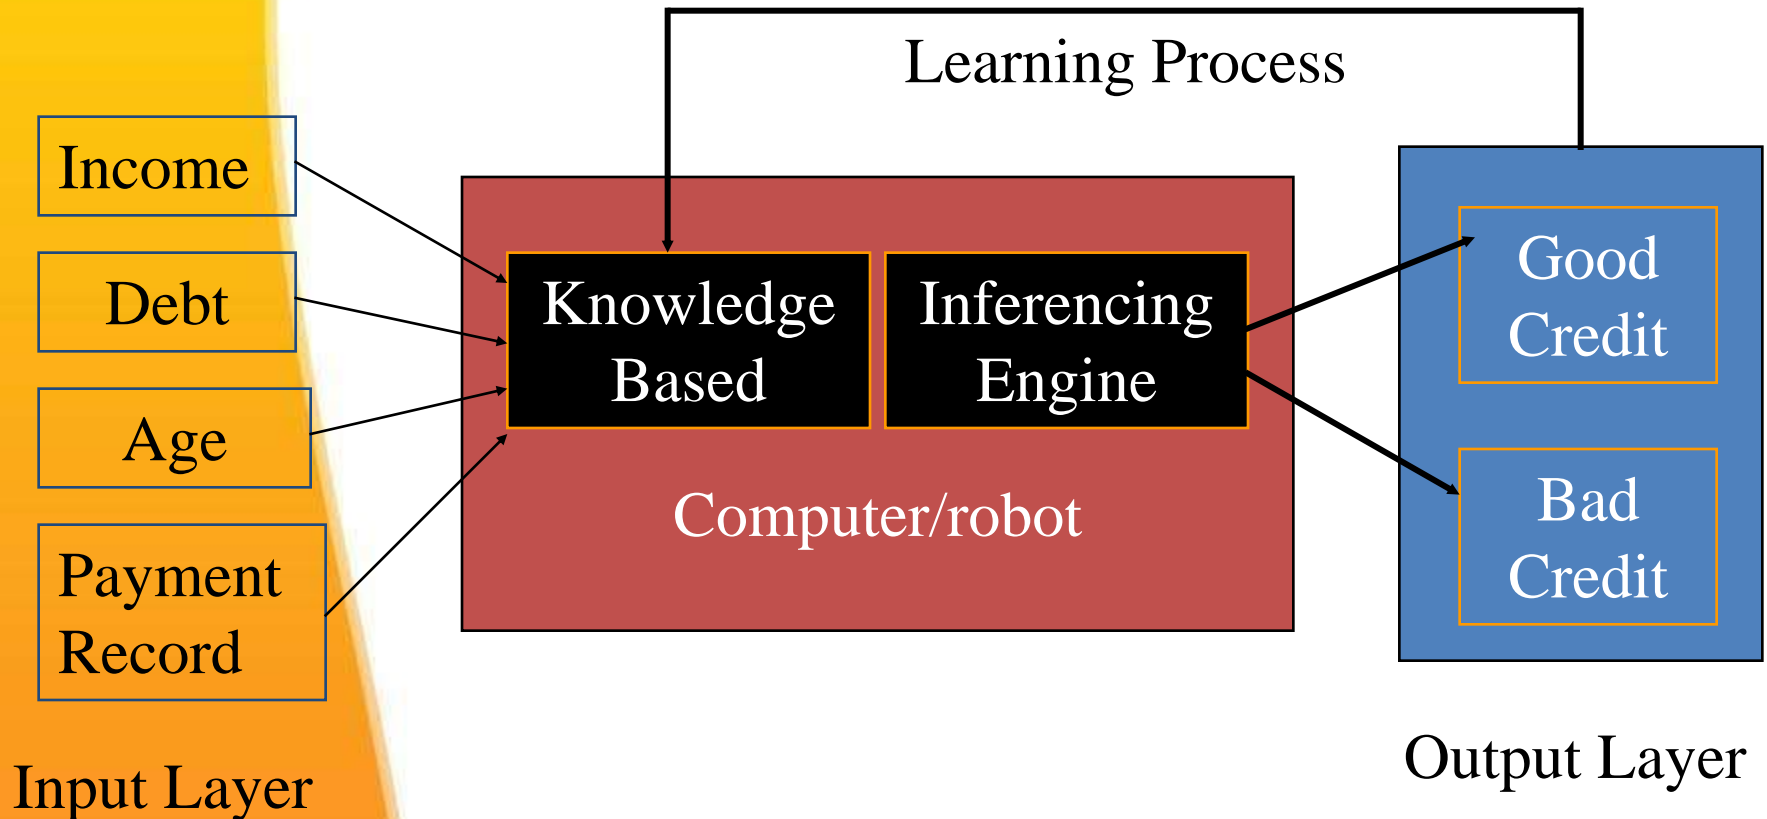 Learning Process
Income
Debt
Age
Payment
Record
Input Layer
Knowledge
Based
Inferencing
Engine
Computer/robot
Good
Credit
Bad
Credit
Output Layer